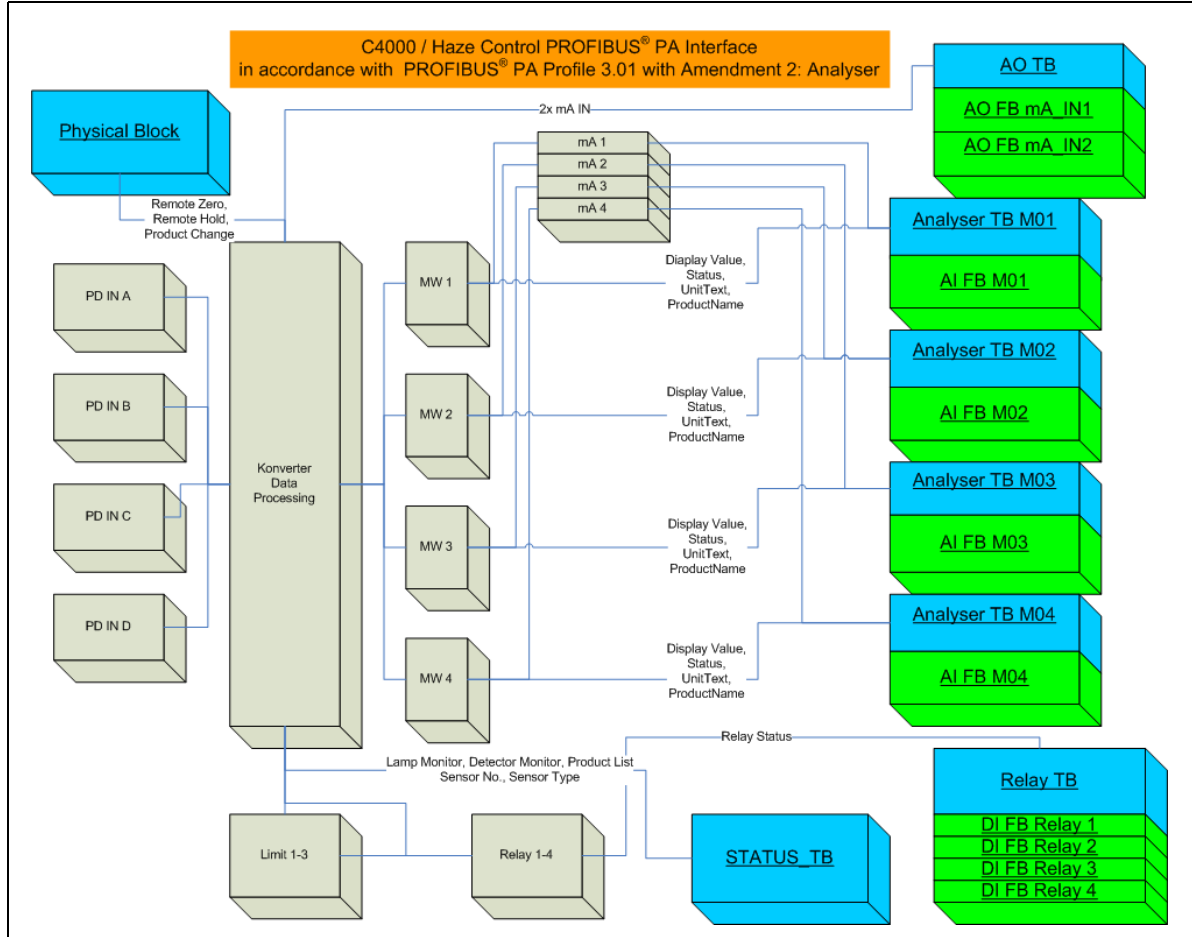 C4000 / Haze Control PROFIBUS® PA Interface
in accordance with PROFIBUS® PA Profile 3.01 with Amendment 2: Analyser
AO TB
AO FB mA_IN1
AO FB mA_IN2
2x mA IN
Physical Block
Remote Zero,
Remote Hold,
Product Change
mA 1
mA 2
mA 3
mA 4
PD IN A
PD IN B
PD IN C
PD IN D
Konverter
Data
Processing
MW 1
MW 2
MW 3
MW 4
Diaplay Value,
Status,
UnitText,
ProductName
Display Value,
Status,
UnitText,
ProductName
Display Value,
Status,
UnitText,
ProductName
Display Value,
Status,
UnitText,
ProductName
Analyser TB M01
AI FB M01
Analyser TB M02
AI FB M02
Analyser TB M03
AI FB M03
Analyser TB M04
AI FB M04
Relay Status
Lamp Monitor, Detector Monitor, Product List
Sensor No., Sensor Type
Limit 1-3
Relay 1-4
STATUS_TB
Relay TB
DI FB Relay 1
DI FB Relay 2
DI FB Relay 3
DI FB Relay 4